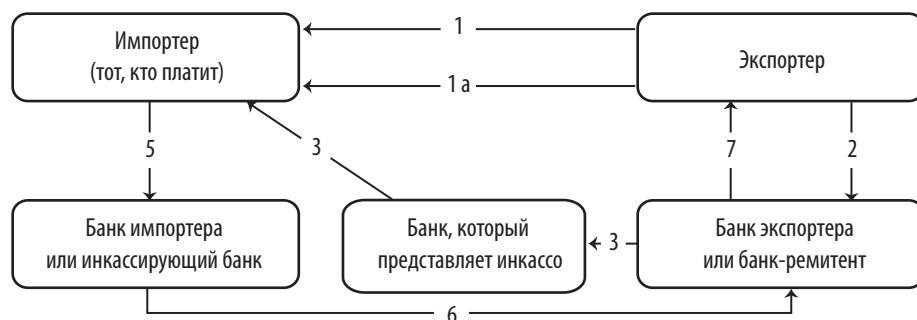 Импортер
(тот, кто платит)
1
1а
Экспортер
5
3
7
2
Банк импортера
или инкассирующий банк
Банк, который
представляет инкассо
3
Банк экспортера
или банк-ремитент
6